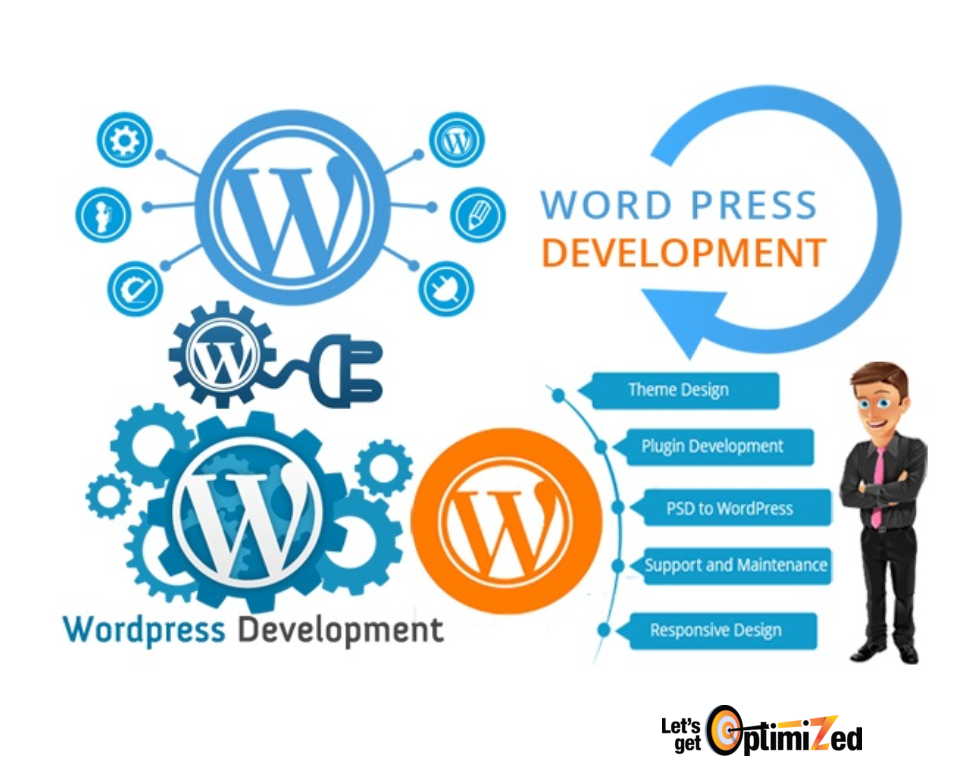 WORD PRESS
DEVELOPMENT
Theme Design
Plugin Development
PSD to WordPress
Support and Maintenance
Responsive Design
Wordpress Development
Let's
get OptimiZed